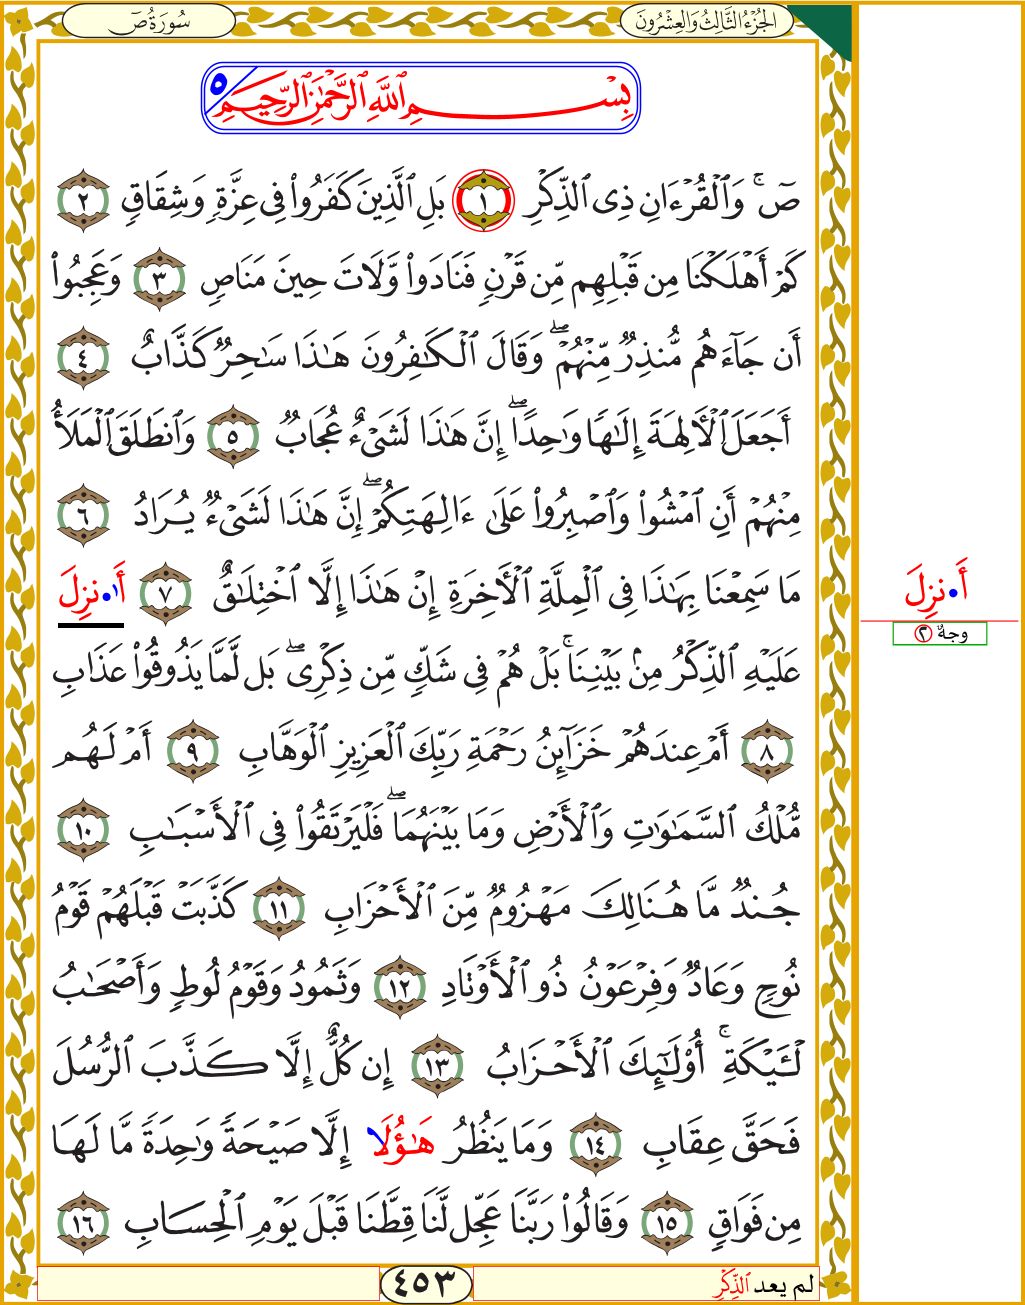 سُورَةُ صٓ
الجُزْءُ الثَّالِثُ وَالعِشْرُونَ
بِسْمِ ٱللَّهِ ٱلرَّحْمَٰنِ ٱلرَّحِيمِ ٥
صٓۚ وَٱلْقُرْءَانِ ذِى ٱلذِّكْرِ ١ بَلِ ٱلَّذِينَ كَفَرُوا۟ فِى عِزَّةٍۢ وَشِقَاقٍۢ ٢
كَمْ أَهْلَكْنَا مِن قَبْلِهِم مِّن قَرْنٍۢ فَنَادَوا۟ وَّلَاتَ حِينَ مَنَاصٍۢ ٣ وَعَجِبُوٓا۟
أَن جَآءَهُم مُّنذِرٌۭ مِّنْهُمْۖ وَقَالَ ٱلْكَٰفِرُونَ هَٰذَا سَٰحِرٌۭ كَذَّابٌ ٤
أَجَعَلَ ٱلْأَلِهَةَ إِلَٰهًۭا وَٰحِدًاۖ إِنَّ هَٰذَا لَشَىْءٌ عُجَابٌۭ ٥ وَٱنطَلَقَ ٱلْمَلَأُ
مِنْهُمْ أَنِ ٱمْشُوا۟ وَٱصْبِرُوا۟ عَلَىٰٓ ءَالِهَتِكُمْۖ إِنَّ هَٰذَا لَشَىْءٌۭ يُرَادُ ٦
مَا سَمِعْنَا بِهَٰذَا فِى ٱلْمِلَّةِ ٱلْأَخِرَةِ إِنْ هَٰذَآ إِلَّا ٱخْتِلَٰقٌ ٧ أَا۬نزِلَ
عَلَيْهِ ٱلذِّكْرُ مِنۢ بَيْنِنَاۚ بَلْ هُمْ فِى شَكٍّۢ مِّن ذِكْرِىۖ بَل لَّمَّا يَذُوقُوا۟ عَذَابِ
٨ أَمْ عِندَهُمْ خَزَآئِنُ رَحْمَةِ رَبِّكَ ٱلْعَزِيزِ ٱلْوَهَّابِ ٩ أَمْ لَهُم
مُّلْكُ ٱلسَّمَٰوَٰتِ وَٱلْأَرْضِ وَمَا بَيْنَهُمَاۖ فَلْيَرْتَقُوا۟ فِى ٱلْأَسْبَٰبِ ١٠
جُندٌۭ مَّا هُنَالِكَ مَهْزُومٌۭ مِّنَ ٱلْأَحْزَابِ ١١ كَذَّبَتْ قَبْلَهُمْ قَوْمُ
نُوحٍۢ وَعَادٌۭ وَفِرْعَوْنُ ذُو ٱلْأَوْتَادِ ١٢ وَثَمُودُ وَقَوْمُ لُوطٍۢ وَأَصْحَٰبُ
لْـَٔيْكَةِۚ أُو۟لَٰٓئِكَ ٱلْأَحْزَابُ ١٣ إِن كُلٌّ إِلَّا كَذَّبَ ٱلرُّسُلَ
فَحَقَّ عِقَابِ ١٤ وَمَا يَنظُرُ هَٰٓؤُلَا إِلَّا صَيْحَةًۭ وَٰحِدَةًۭ مَّا لَهَا
مِن فَوَاقٍۢ ١٥ وَقَالُوا۟ رَبَّنَا عَجِّل لَّنَا قِطَّنَا قَبْلَ يَوْمِ ٱلْحِسَابِ ١٦
أَ•نزِلَ
وجهٌ ٢
لم يعد ٱلذِّكْرِ
٤٥٣